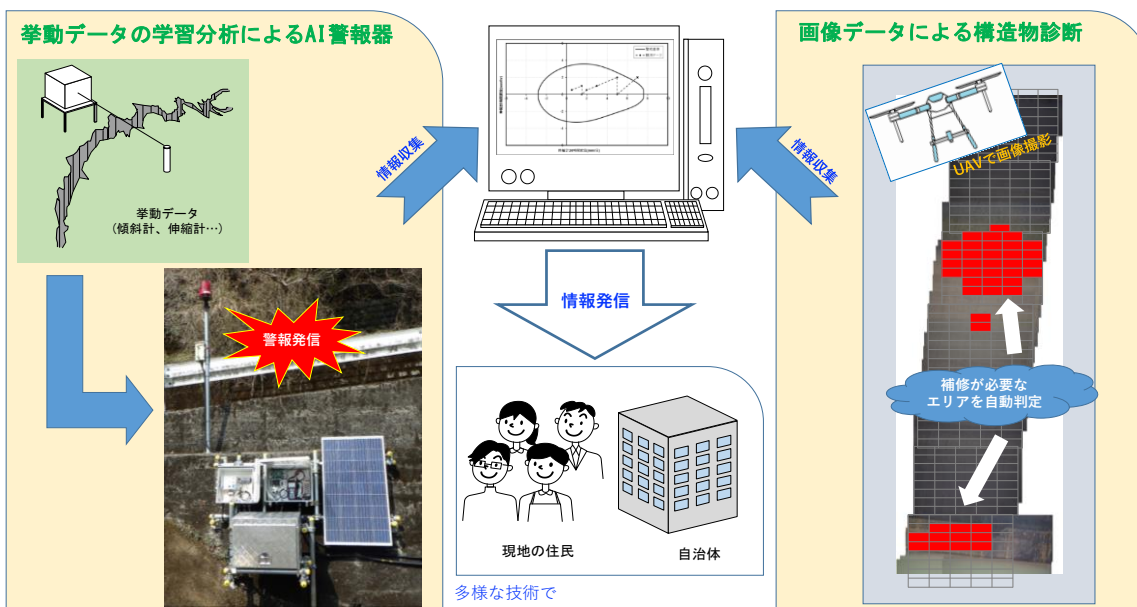 挙動データの学習分析によるAI警報器
挙動データ
(傾斜計、伸縮計…)
警報発信
情報収集
情報発信
現地の住民
自治体
多様な技術で
情報収集
画像データによる構造物診断
UAVで画像撮影
補修が必要な
エリアを自動判定